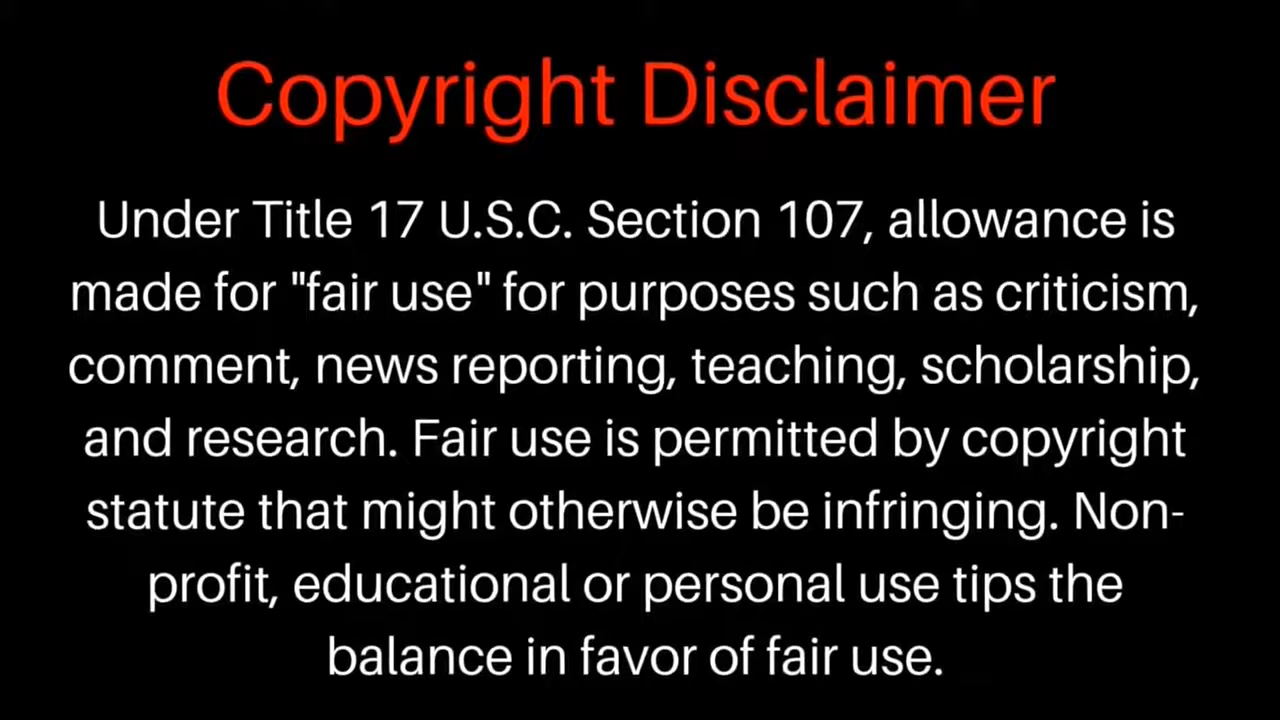 Copyright Disclaimer
Under Title 17 U.S.C. Section 107, allowance is
made for "fair use" for purposes such as criticism,
comment, news reporting, teaching, scholarship,
and research. Fair use is permitted by copyright
statute that might otherwise be infringing. Non-
profit, educational or personal use tips the
balance in favor of fair use.